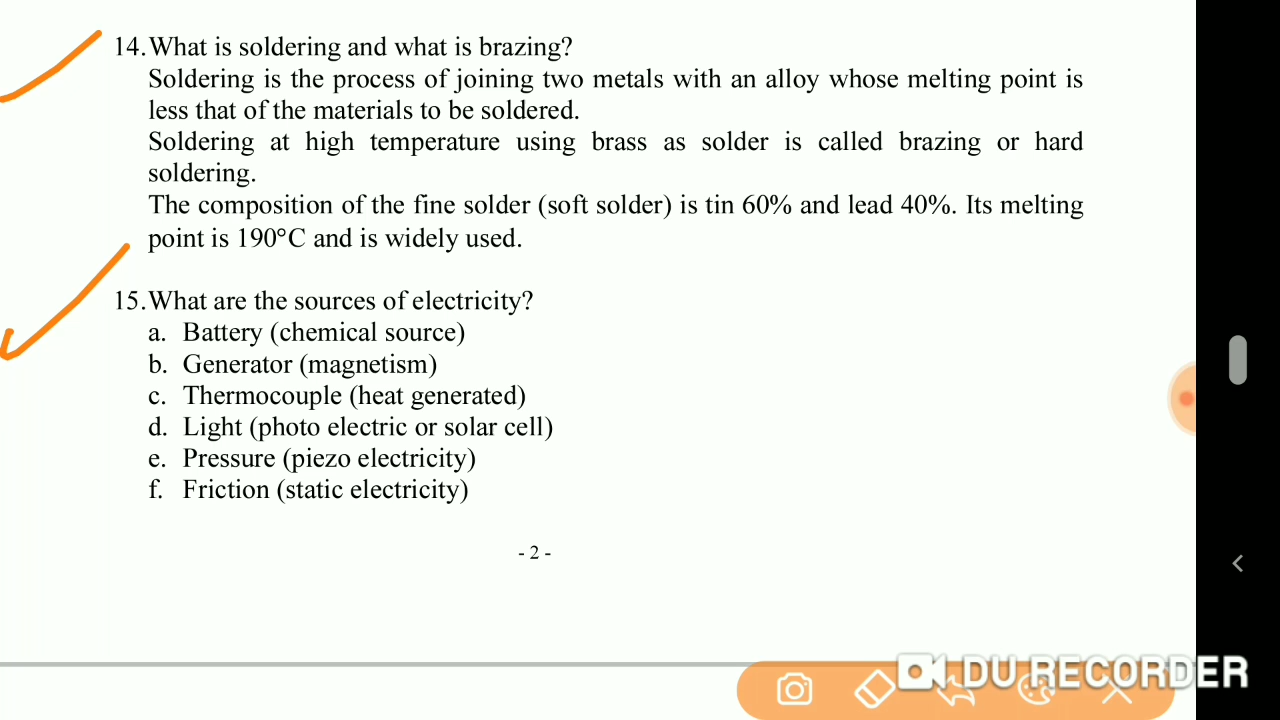 14. What is soldering and what is brazing?
Soldering is the process of joining two metals with an alloy whose melting point is
less that of the materials to be soldered.
Soldering at high temperature using brass as solder is called brazing or hard
soldering.
The composition of the fine solder (soft solder) is tin 60% and lead 40%. Its melting
point is 190°C and is widely used.
15. What are the sources of electricity?
a. Battery (chemical source)
b. Generator (magnetism)
c. Thermocouple (heat generated)
d. Light (photo electric or solar cell)
e. Pressure (piezo electricity)
f. Friction (static electricity)
- 2 -
DU RECORDER